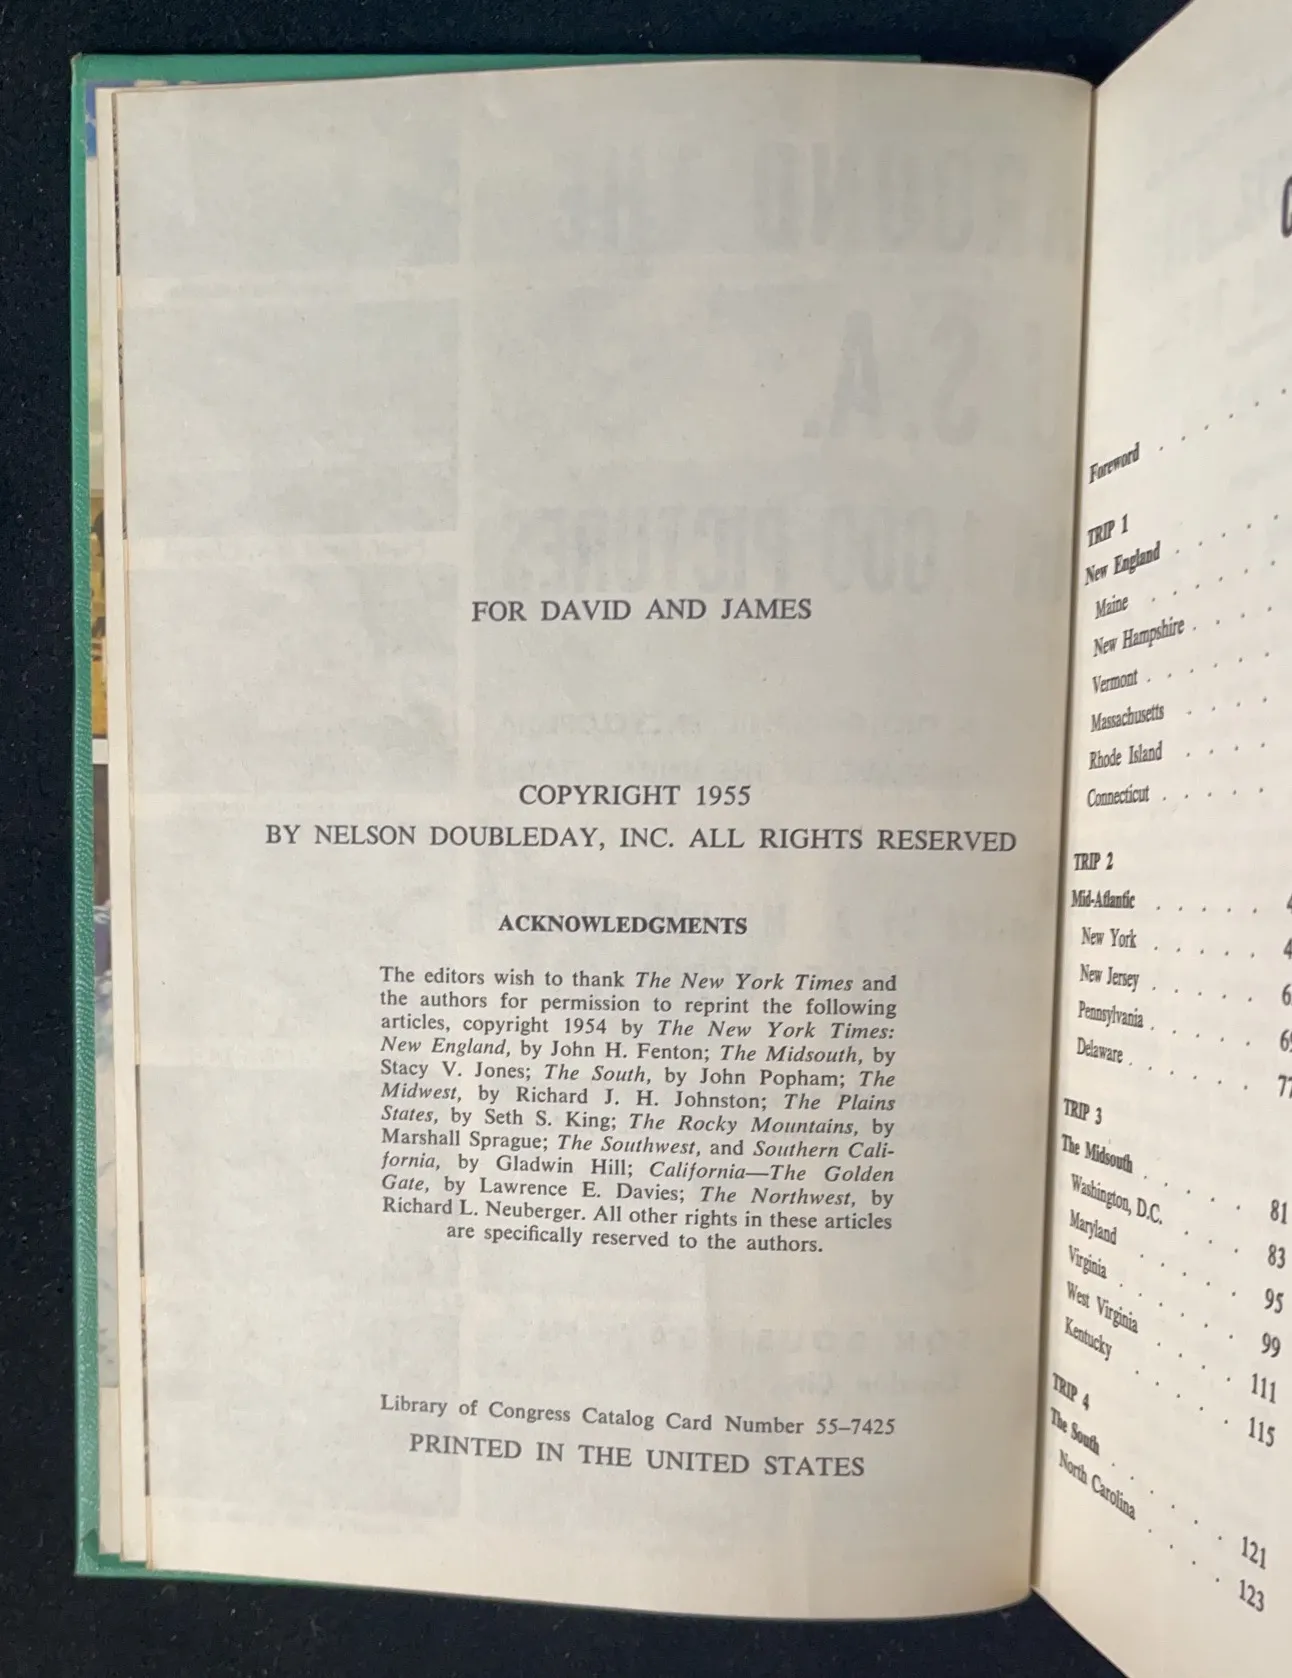 FOR DAVID AND JAMES
COPYRIGHT 1955
BY NELSON DOUBLEDAY, INC. ALL RIGHTS RESERVED
ACKNOWLEDGMENTS
The editors wish to thank The New York Times and
the authors for permission to reprint the following
articles, copyright 1954 by The New York Times:
New England, by John H. Fenton; The Midsouth, by
Stacy V. Jones; The South, by John Popham; The
Midwest, by Richard J. H. Johnston; The Plains
States, by Seth S. King; The Rocky Mountains, by
Marshall Sprague; The Southwest, and Southern Cali-
fornia, by Gladwin Hill; California—The Golden
Gate, by Lawrence E. Davies; The Northwest, by
Richard L. Neuberger. All other rights in these articles
are specifically reserved to the authors.
Library of Congress Catalog Card Number 55–7425
PRINTED IN THE UNITED STATES
Foreword
TRIP 1
New England
Maine
New Hampshire
Vermont
Massachusetts
Rhode Island
Connecticut
TRIP 2
Mid-Atlantic
New York
New Jersey
Pennsylvania
Delaware 77
TRIP 3
The Midsouth 81
Washington, D.C. 83
Maryland 95
Virginia 99
West Virginia 111
Kentucky 115
TRIP 4
The South 121
North Carolina 123